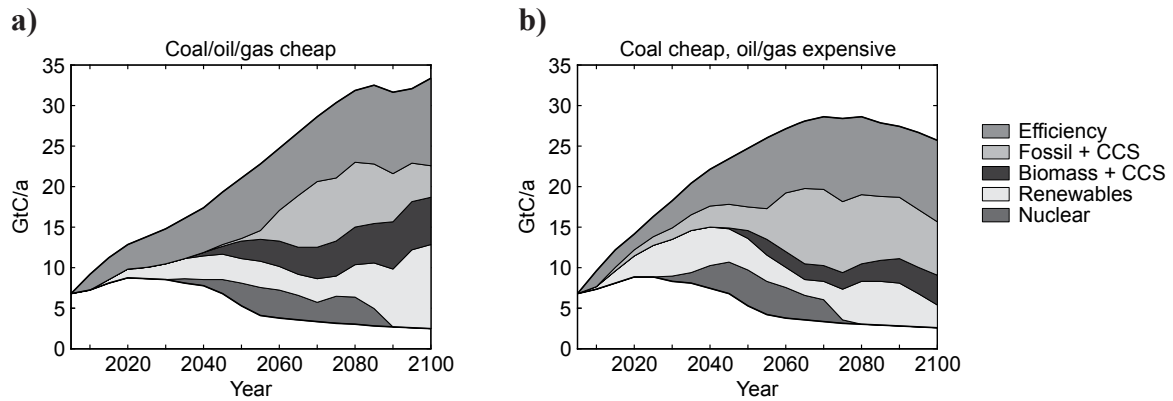 a)
Coal/oil/gas cheap
GtC/a
35
30
25
20
15
10
5
0
2020 2040 2060 2080 2100
Year
b)
Coal cheap, oil/gas expensive
GtC/a
35
30
25
20
15
10
5
0
2020 2040 2060 2080 2100
Year
Efficiency
Fossil + CCS
Biomass + CCS
Renewables
Nuclear